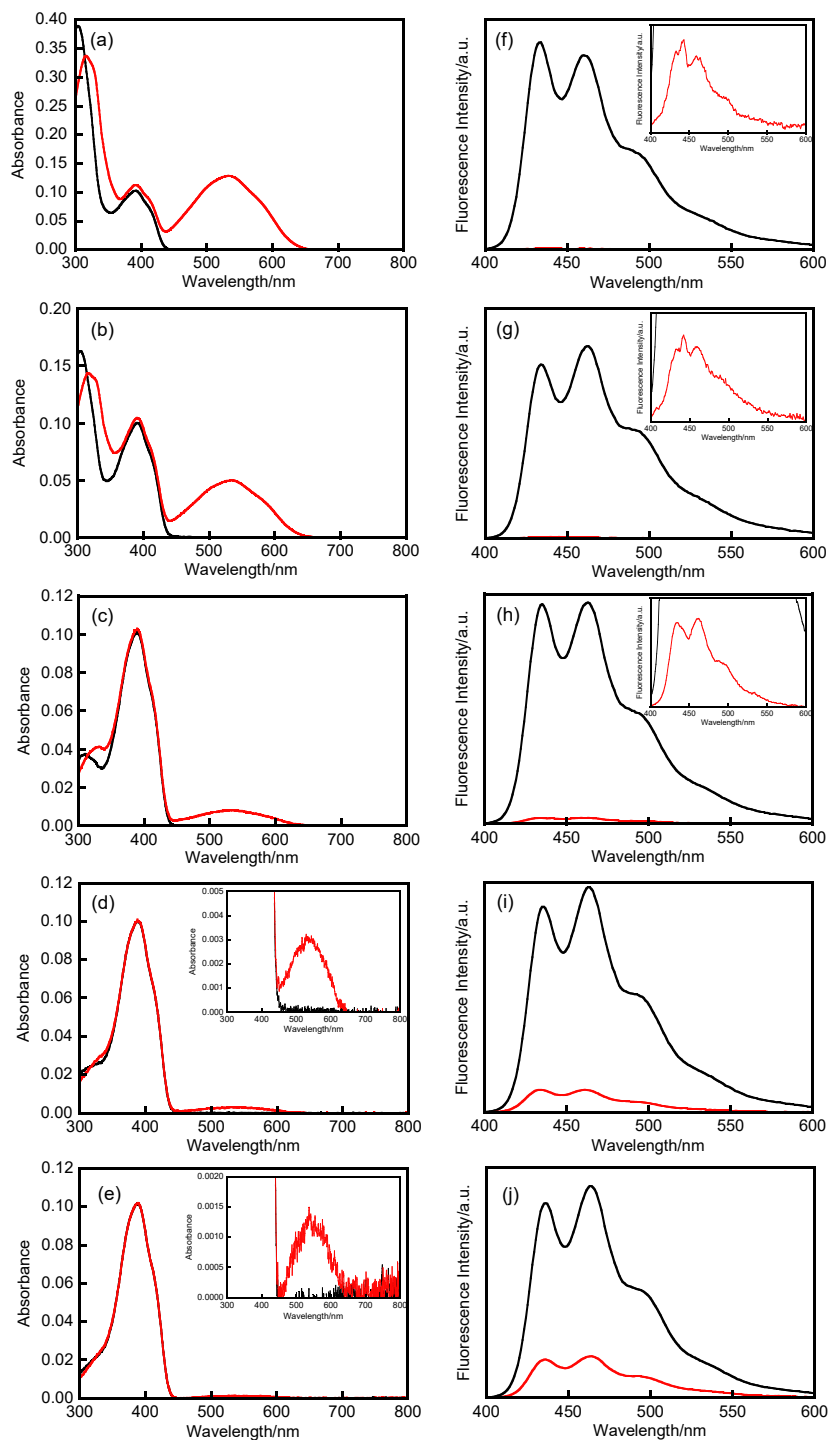 (a)
Absorbance
0.40
0.35
0.30
0.25
0.20
0.15
0.10
0.05
0.00
300 400 500 600 700 800
Wavelength/nm
(f)
Fluorescence Intensity/a.u.
400 450 500 550 600
Wavelength/nm
Fluorescence Intensity/a.u.
400 450 500 550 600
Wavelength/nm
(b)
Absorbance
0.20
0.15
0.10
0.05
0.00
300 400 500 600 700 800
Wavelength/nm
(g)
Fluorescence Intensity/a.u.
400 450 500 550 600
Wavelength/nm
Fluorescence Intensity/a.u.
400 450 500 550 600
Wavelength/nm
(c)
Absorbance
0.12
0.10
0.08
0.06
0.04
0.02
0.00
300 400 500 600 700 800
Wavelength/nm
(h)
Fluorescence Intensity/a.u.
400 450 500 550 600
Wavelength/nm
Fluorescence Intensity/a.u.
400 450 500 550 600
Wavelength/nm
(d)
Absorbance
0.12
0.10
0.08
0.06
0.04
0.02
0.00
300 400 500 600 700 800
Wavelength/nm
Absorbance
0.005
0.004
0.003
0.002
0.001
0.000
300 400 500 600 700 800
Wavelength/nm
(i)
Fluorescence Intensity/a.u.
400 450 500 550 600
Wavelength/nm
(e)
Absorbance
0.12
0.10
0.08
0.06
0.04
0.02
0.00
300 400 500 600 700 800
Wavelength/nm
Absorbance
0.0020
0.0015
0.0010
0.0005
0.0000
300 400 500 600 700 800
Wavelength/nm
(j)
Fluorescence Intensity/a.u.
400 450 500 550 600
Wavelength/nm